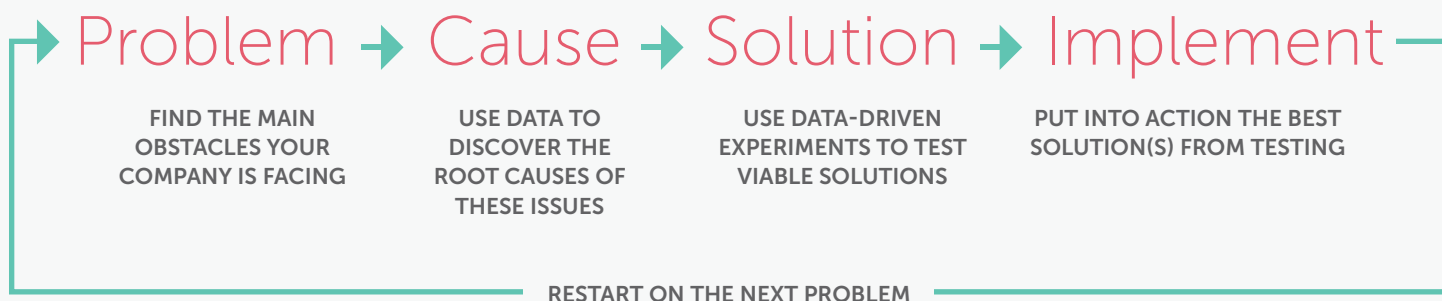 Problem
Cause
Solution
Implement
FIND THE MAIN
OBSTACLES YOUR
COMPANY IS FACING
USE DATA TO
DISCOVER THE
ROOT CAUSES OF
THESE ISSUES
USE DATA-DRIVEN
EXPERIMENTS TO TEST
VIABLE SOLUTIONS
PUT INTO ACTION THE BEST
SOLUTION(S) FROM TESTING
RESTART ON THE NEXT PROBLEM